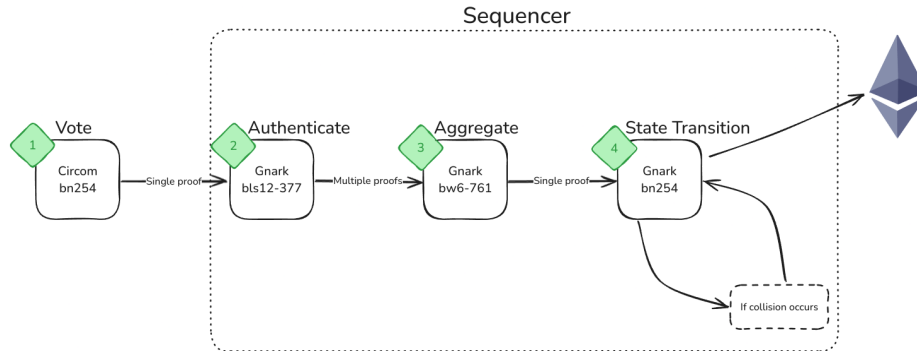 Sequencer
1
Vote
Circom
bn254
Single proof
2
Authenticate
Gnark
bls12-377
Multiple proofs
3
Aggregate
Gnark
bw6-761
Single proof
4
State Transition
Gnark
bn254
If collision occurs